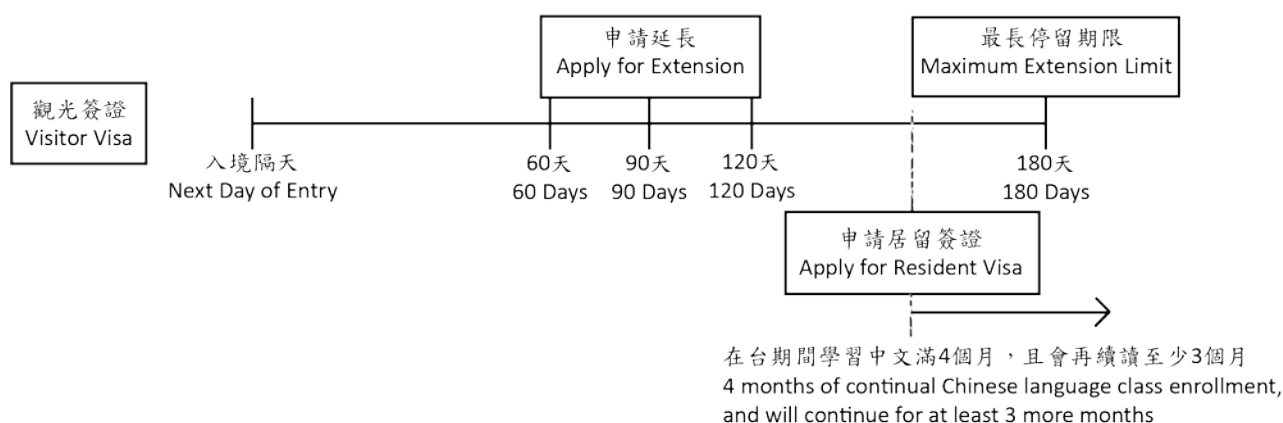 申請延長
Apply for Extension
最長停留期限
Maximum Extension Limit
觀光簽證
Visitor Visa
入境隔天
Next Day of Entry
60天
60 Days
90天
90 Days
120天
120 Days
180天
180 Days
申請居留簽證
Apply for Resident Visa
在台期間學習中文滿4個月，且會再續讀至少3個月
4 months of continual Chinese language class enrollment,
and will continue for at least 3 more months